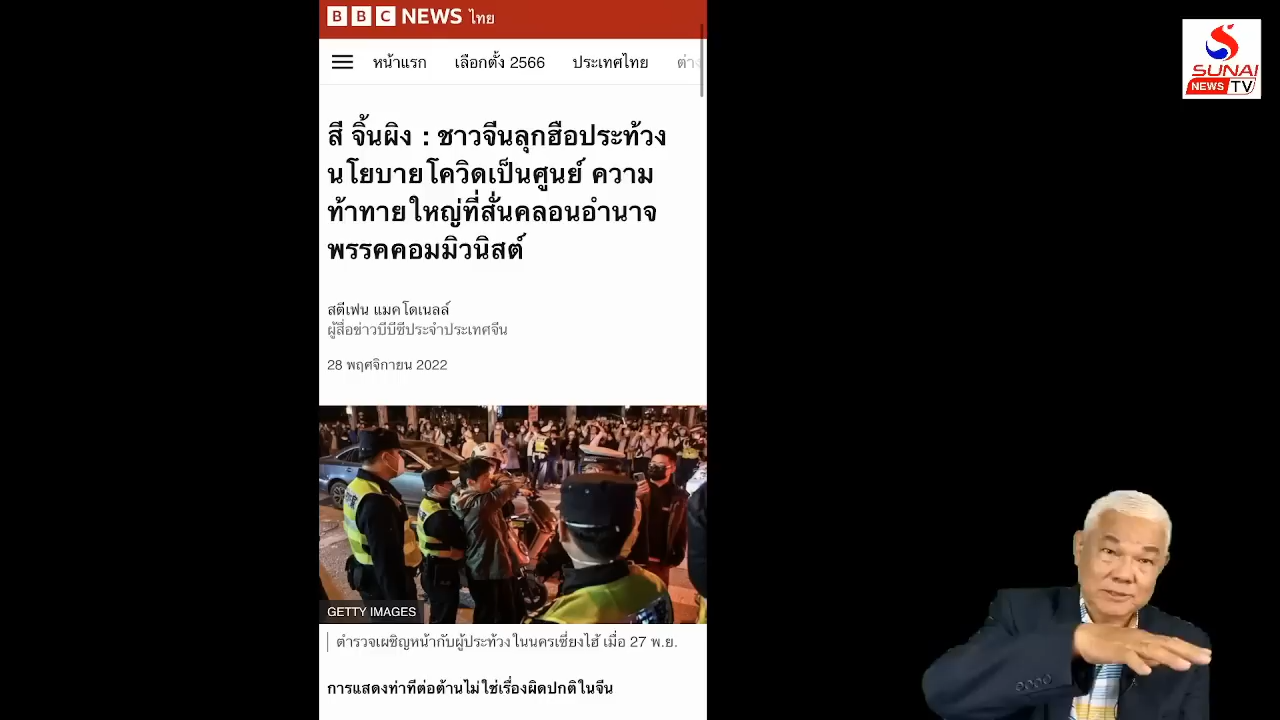 BBC NEWS ไทย
หน้าแรก เลือกตั้ง 2566 ประเทศไทย ต่าง
สี จิ้นผิง : ชาวจีนลุกฮือประท้วง
นโยบายโควิดเป็นศูนย์ ความ
ท้าทายใหญ่ที่สั่นคลอนอำนาจ
พรรคคอมมิวนิสต์
สตีเฟน แมคโดเนลล์
ผู้สื่อข่าวบีบีซีประจำประเทศจีน
28 พฤศจิกายน 2022
GETTY IMAGES
ตำรวจเผชิญหน้ากับผู้ประท้วงในนครเซี่ยงไฮ้ เมื่อ 27 พ.ย.
การแสดงท่าทีต่อต้านไม่ใช่เรื่องผิดปกติในจีน
SUNAI
NEWS TV